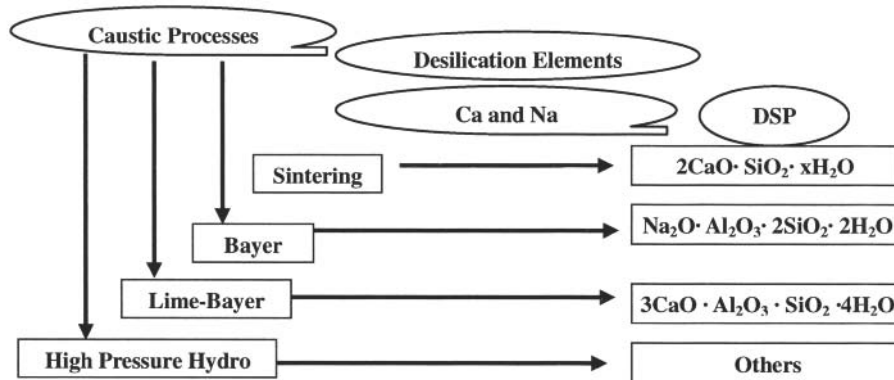 Caustic Processes
Desilication Elements
Ca and Na
DSP
Sintering
2CaO· SiO₂· xH₂O
Bayer
Na₂O· Al₂O₃· 2SiO₂· 2H₂O
Lime-Bayer
3CaO · Al₂O₃ · SiO₂ ·4H₂O
High Pressure Hydro
Others